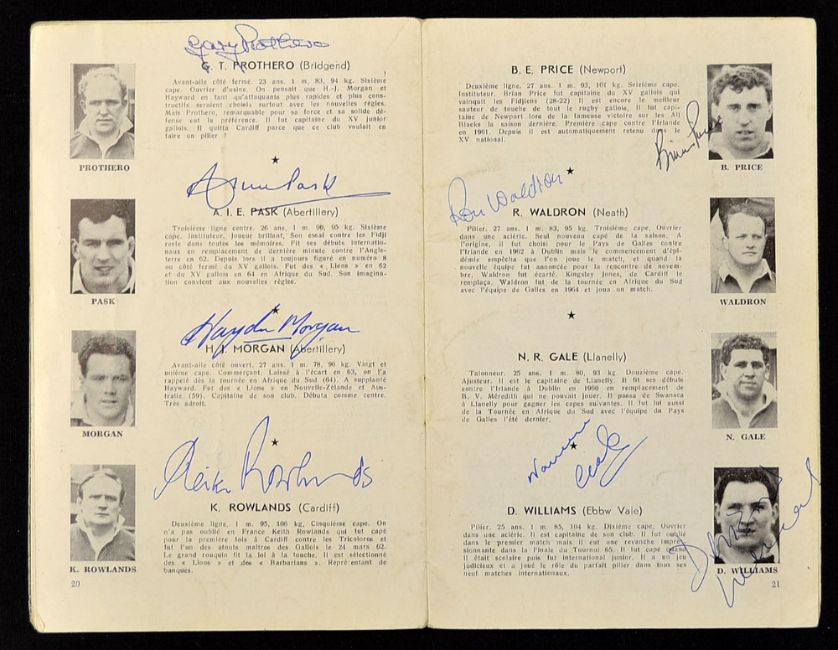 Gary Prothero
G. T. PROTHERO (Bridgend)
Avant-aile côté fermé. 23 ans. 1 m. 83, 94 kg. Sixième
cape. Ouvrier d'usine. On pensait que H.-J. Morgan et
Hayward en tant qu'attaquants plus rapides et plus cons-
tructifs seraient choisis surtout avec les nouvelles règles.
Mais Prothero, remarquable pour sa force et sa solide dé-
fense eut la préférence. Il fut capitaine du XV junior
gallois. Il quitta Cardiff parce que ce club voulait en
faire un pilier !
PROTHERO
Pask
A. I. E. PASK (Abertillery)
Troisième ligne centre. 26 ans, 1 m. 90, 95 kg. Sixième
cape. Instituteur. Joueur brillant. Son essai contre les Fidji
reste dans toutes les mémoires. Fit ses débuts internatio-
naux en remplacement de dernière minute contre l'Angle-
terre en 62. Depuis lors il a toujours figuré en numéro 8
ou côté fermé du XV gallois. Fut des « Lions » en 62
et du XV gallois en 64 en Afrique du Sud. Son imagina-
tion convient aux nouvelles règles.
PASK
Haydn Morgan
H. J. MORGAN (Abertillery)
Avant-aile côté ouvert, 27 ans, 1 m. 78, 90 kg. Vingt et
unième cape. Commerçant. Laissé à l'écart en 63, on l'a
rappelé dès la tournée en Afrique du Sud (64). A supplanté
Hayward. Fut des « Lions » en Nouvelle-Zélande et Aus-
tralie (59). Capitaine de son club. Débuta comme centre.
Très adroit.
MORGAN
Keith Rowlands
K. ROWLANDS (Cardiff)
Deuxième ligne, 1 m. 95, 106 kg, Cinquième cape. On
n'a pas oublié en France Keith Rowlands qui fut capé
pour la première fois à Cardiff contre les Tricolores et
fut l'un des atouts maîtres des Gallois le 24 mars 62.
Le grand cousin fit la loi à la touche. Il est sélectionné
des « Lions » et des « Barbarians ». Représentant de
banques.
K. ROWLANDS
20
B. E. PRICE (Newport)
Deuxième ligne, 27 ans. 1 m. 93, 101 kg. Seizième cape.
Instituteur. Brian Price fut capitaine du XV gallois qui
vainquit les Fidjiens (28-22) Il est encore le meilleur
sauteur de touche de tout le rugby gallois. Il fut capi-
taine de Newport lors de la fameuse victoire sur les All
Blacks la saison dernière. Première cape contre l'Irlande
en 1961. Depuis il est automatiquement retenu dans le
XV national.
Brian Price
B. PRICE
Ron Waldron
R. WALDRON (Neath)
Pilier, 27 ans, 1 m. 83, 95 kg. Troisième cape. Ouvrier
dans une aciérie. Seul nouveau capé de la saison. A
l'origine, il fut choisi pour le Pays de Galles contre
l'Irlande en 1962 à Dublin mais le commencement d'épi-
démie empêcha que l'on joue le match, et quand la
nouvelle équipe fut annoncée pour la rencontre de novem-
bre, Waldron fut écarté. Kingsley Jones, de Cardiff le
remplaça. Waldron fut de la tournée en Afrique du Sud
avec l'équipe de Galles en 1964 et joua un match.
WALDRON
N. R. GALE (Llanelly)
Talonneur. 25 ans. 1 m. 80, 93 kg. Deuxième cape.
Ajusteur. Il est le capitaine de Llanelly. Il fit ses débuts
contre l'Irlande à Dublin en 1960 en remplacement de
B. V. Méredith qui ne pouvait jouer. Il passa de Swansea
à Llanelly pour gagner les capes suivantes. Il fut lui aussi
de la Tournée en Afrique du Sud avec l'équipe du Pays
de Galles l'été dernier.
N. GALE
Norman
Gale
D. WILLIAMS (Ebbw Vale)
Pilier. 25 ans. 1 m. 85, 104 kg. Dixième cape. Ouvrier
dans une aciérie. Il est capitaine de son club. Il fut oublié
dans le premier match mais il eut une revanche impres-
sionnante dans la Finale du Tournoi 65. Il fut capé quand
il était scolaire puis fut international junior. Il a un jeu
judicieux et a joué le rôle du parfait pilier dans tous ses
neuf matches internationaux.
D. WILLIAMS
21